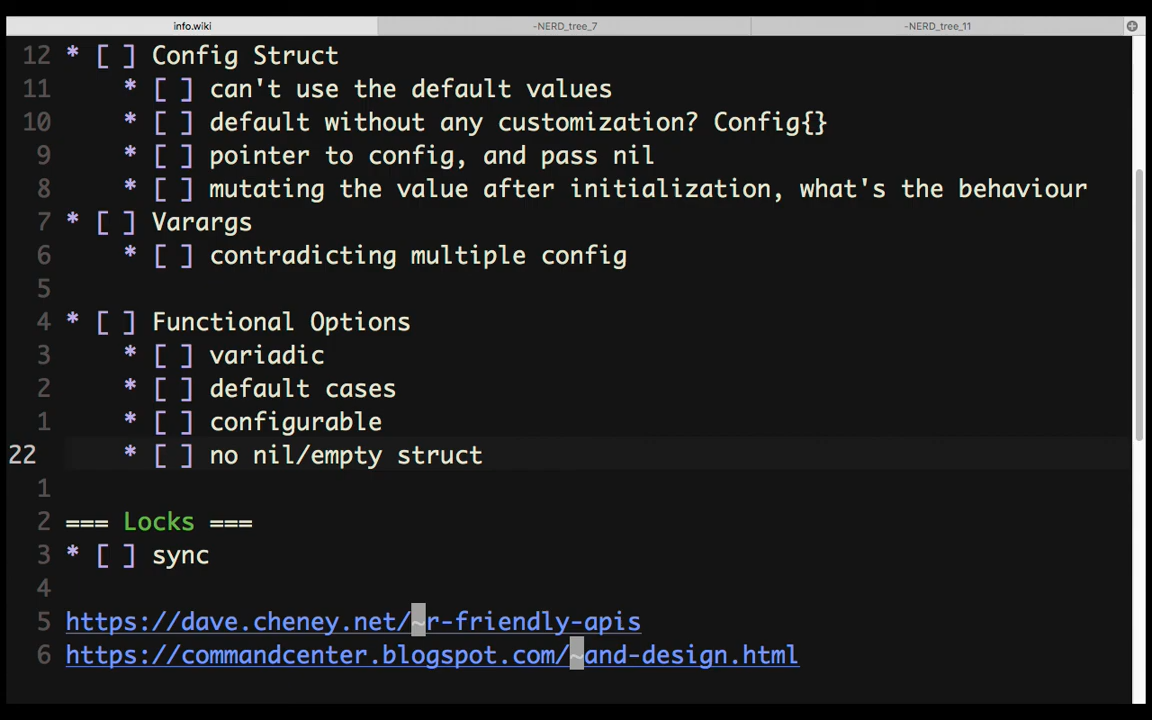 info.wiki
-NERD_tree_7
-NERD_tree_11
12 * [ ] Config Struct
11 * [ ] can't use the default values
10 * [ ] default without any customization? Config{}
9 * [ ] pointer to config, and pass nil
8 * [ ] mutating the value after initialization, what's the behaviour
7 * [ ] Varargs
6 * [ ] contradicting multiple config
5
4 * [ ] Functional Options
3 * [ ] variadic
2 * [ ] default cases
1 * [ ] configurable
22 * [ ] no nil/empty struct
1
2 === Locks ===
3 * [ ] sync
4
5 https://dave.cheney.net/~r-friendly-apis
6 https://commandcenter.blogspot.com/~and-design.html